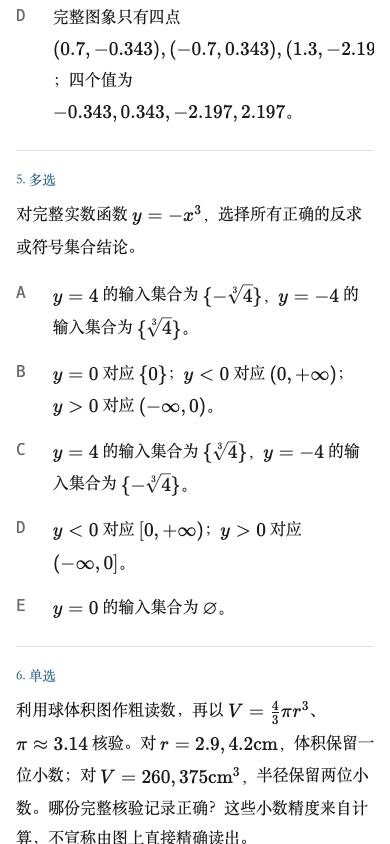 D 完整图象只有四点
(0.7, −0.343), (−0.7, 0.343), (1.3, −2.19
；四个值为
−0.343, 0.343, −2.197, 2.197。
5. 多选
对完整实数函数 y = −x³，选择所有正确的反求
或符号集合结论。
A y = 4 的输入集合为 {−∛4}，y = −4 的
输入集合为 {∛4}。
B y = 0 对应 {0}；y < 0 对应 (0, +∞)；
y > 0 对应 (−∞, 0)。
C y = 4 的输入集合为 {∛4}，y = −4 的输
入集合为 {−∛4}。
D y < 0 对应 [0, +∞)；y > 0 对应
(−∞, 0]。
E y = 0 的输入集合为 ∅。
6. 单选
利用球体积图作粗读数，再以 V = 4/3 πr³、
π ≈ 3.14 核验。对 r = 2.9, 4.2cm，体积保留一
位小数；对 V = 260, 375cm³，半径保留两位小
数。哪份完整核验记录正确？这些小数精度来自计
算，不宣称由图上直接精确读出。